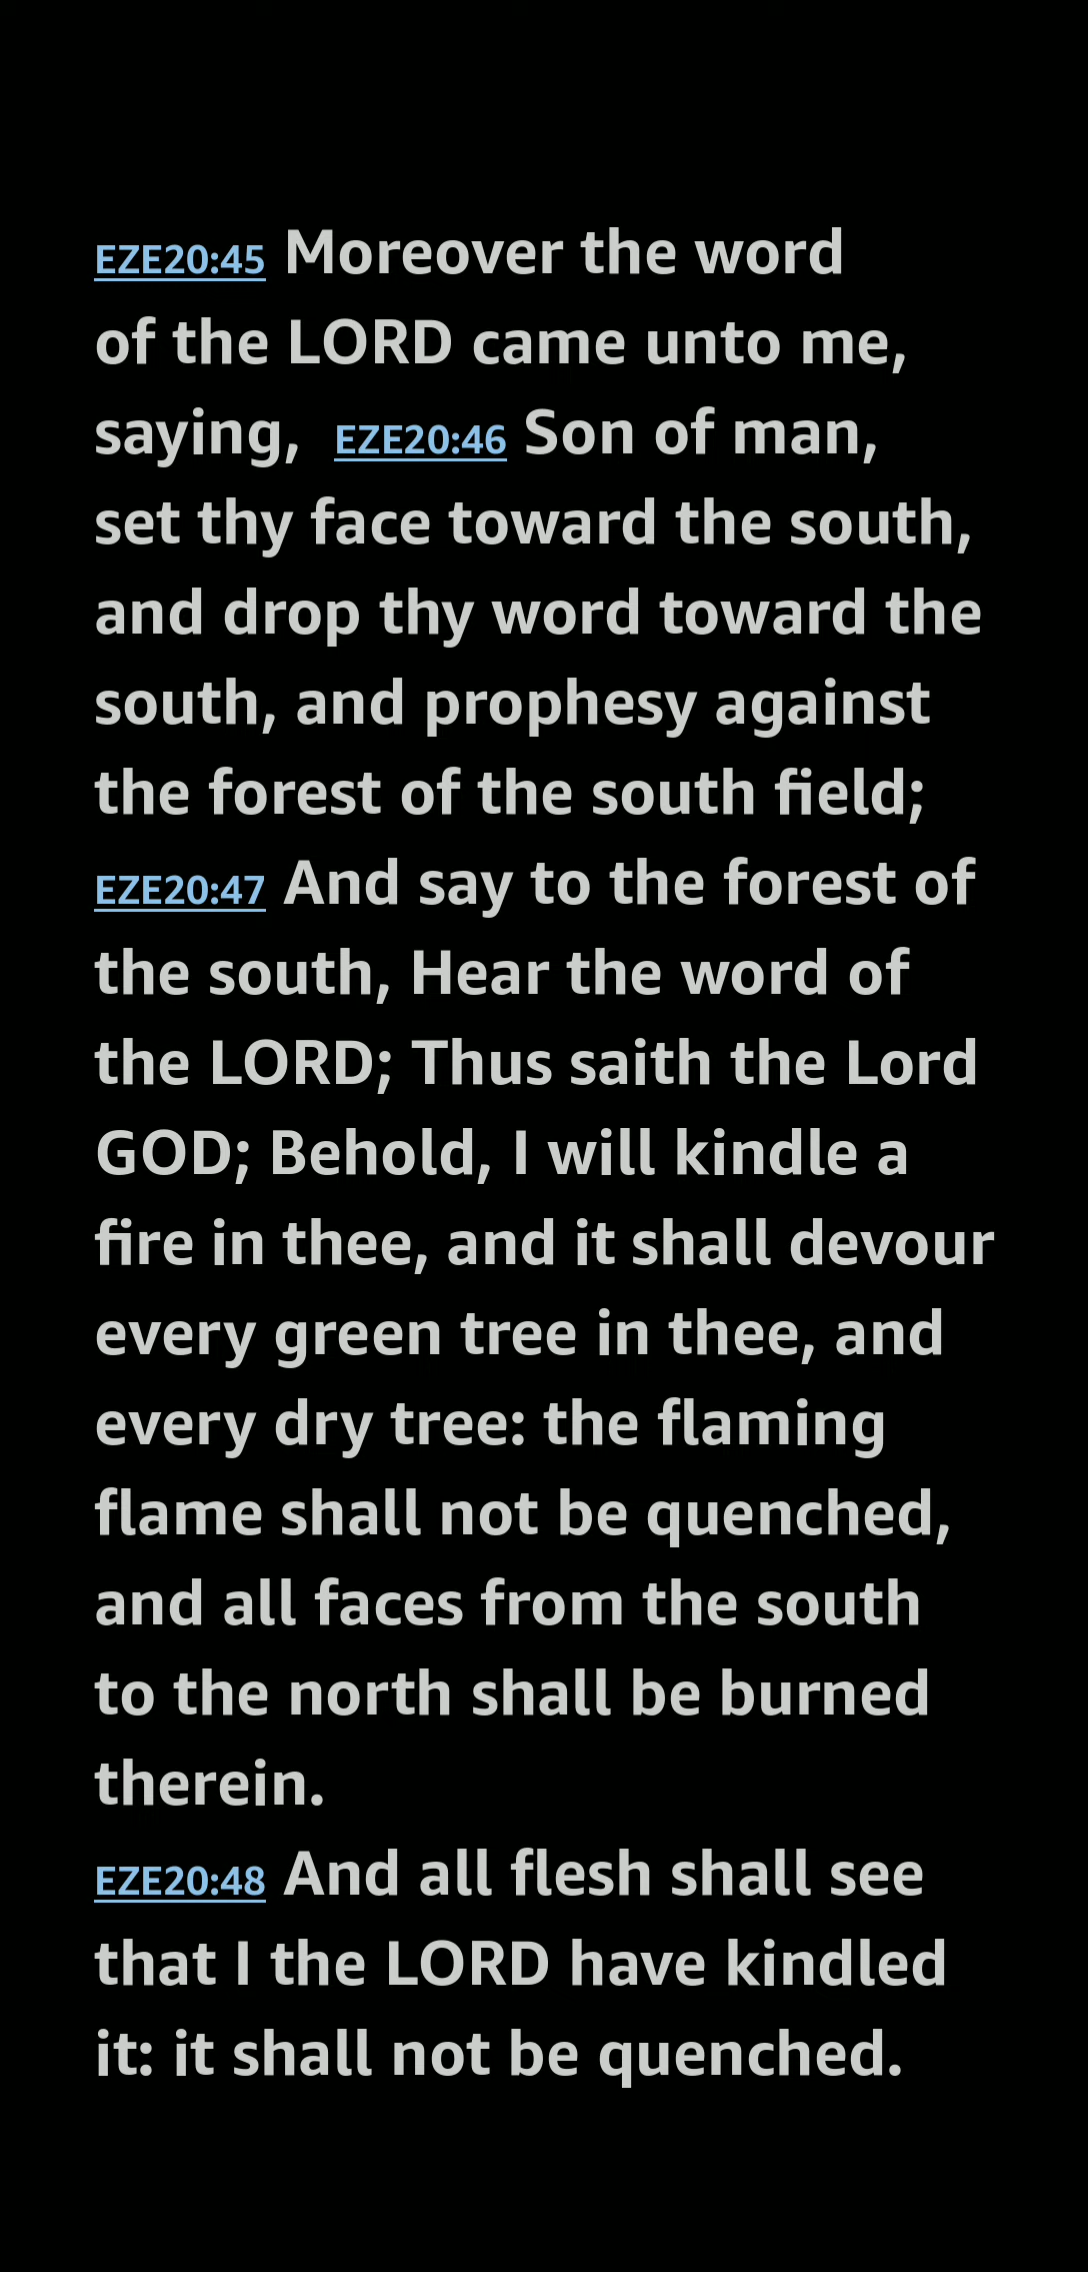 EZE20:45 Moreover the word
of the LORD came unto me,
saying, EZE20:46 Son of man,
set thy face toward the south,
and drop thy word toward the
south, and prophesy against
the forest of the south field;
EZE20:47 And say to the forest of
the south, Hear the word of
the LORD; Thus saith the Lord
GOD; Behold, I will kindle a
fire in thee, and it shall devour
every green tree in thee, and
every dry tree: the flaming
flame shall not be quenched,
and all faces from the south
to the north shall be burned
therein.
EZE20:48 And all flesh shall see
that I the LORD have kindled
it: it shall not be quenched.